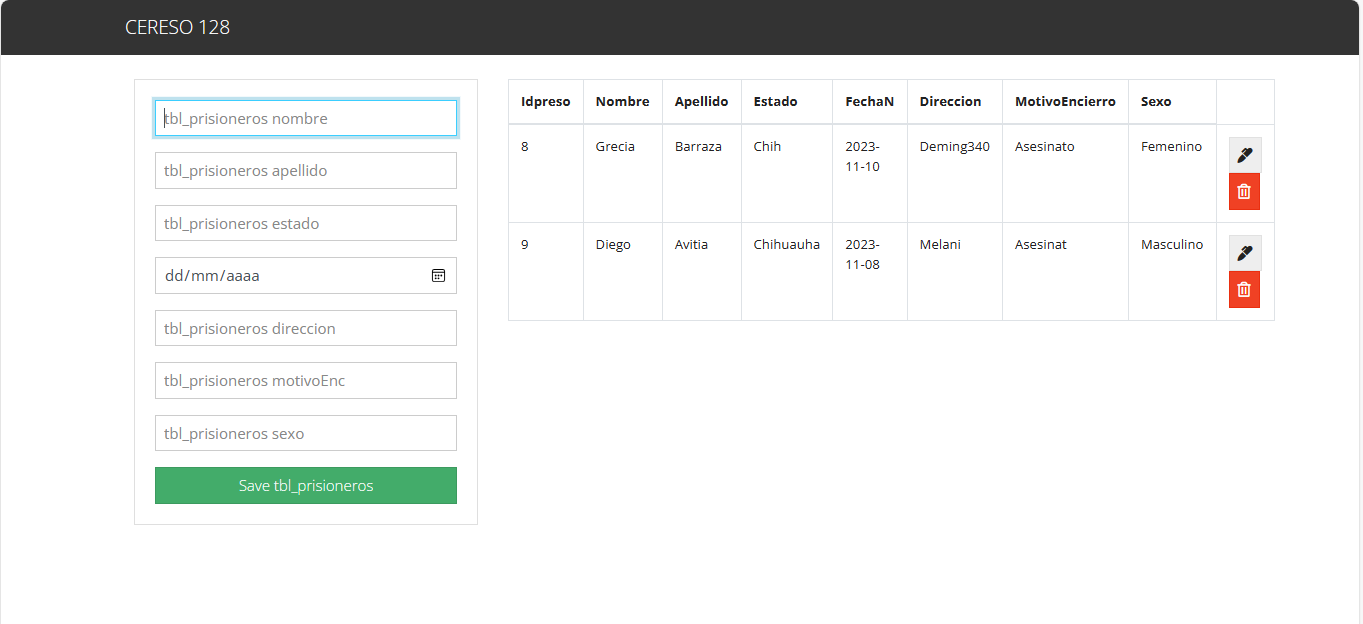 CERESO 128
tbl_prisioneros nombre
tbl_prisioneros apellido
tbl_prisioneros estado
dd/mm/aaaa
tbl_prisioneros direccion
tbl_prisioneros motivoEnc
tbl_prisioneros sexo
Save tbl_prisioneros
Idpreso Nombre Apellido Estado FechaN Direccion MotivoEncierro Sexo
8 Grecia Barraza Chih 2023- Deming340 Asesinato Femenino
11-10
9 Diego Avitia Chihuauha 2023- Melani Asesinat Masculino
11-08